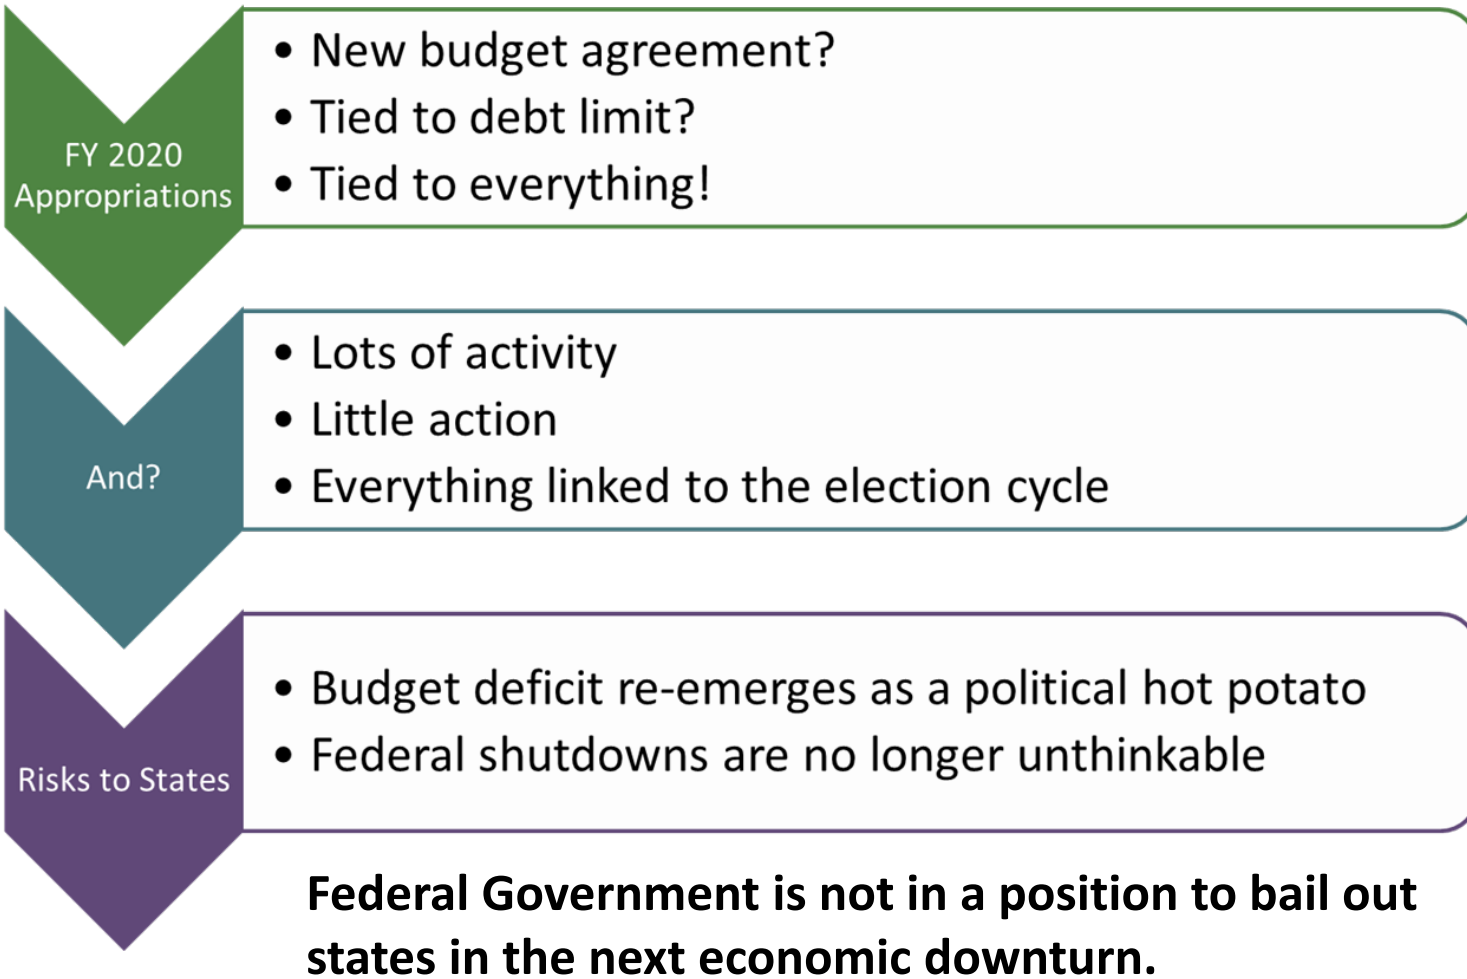 FY 2020
Appropriations
• New budget agreement?
• Tied to debt limit?
• Tied to everything!
And?
• Lots of activity
• Little action
• Everything linked to the election cycle
Risks to States
• Budget deficit re-emerges as a political hot potato
• Federal shutdowns are no longer unthinkable
Federal Government is not in a position to bail out
states in the next economic downturn.